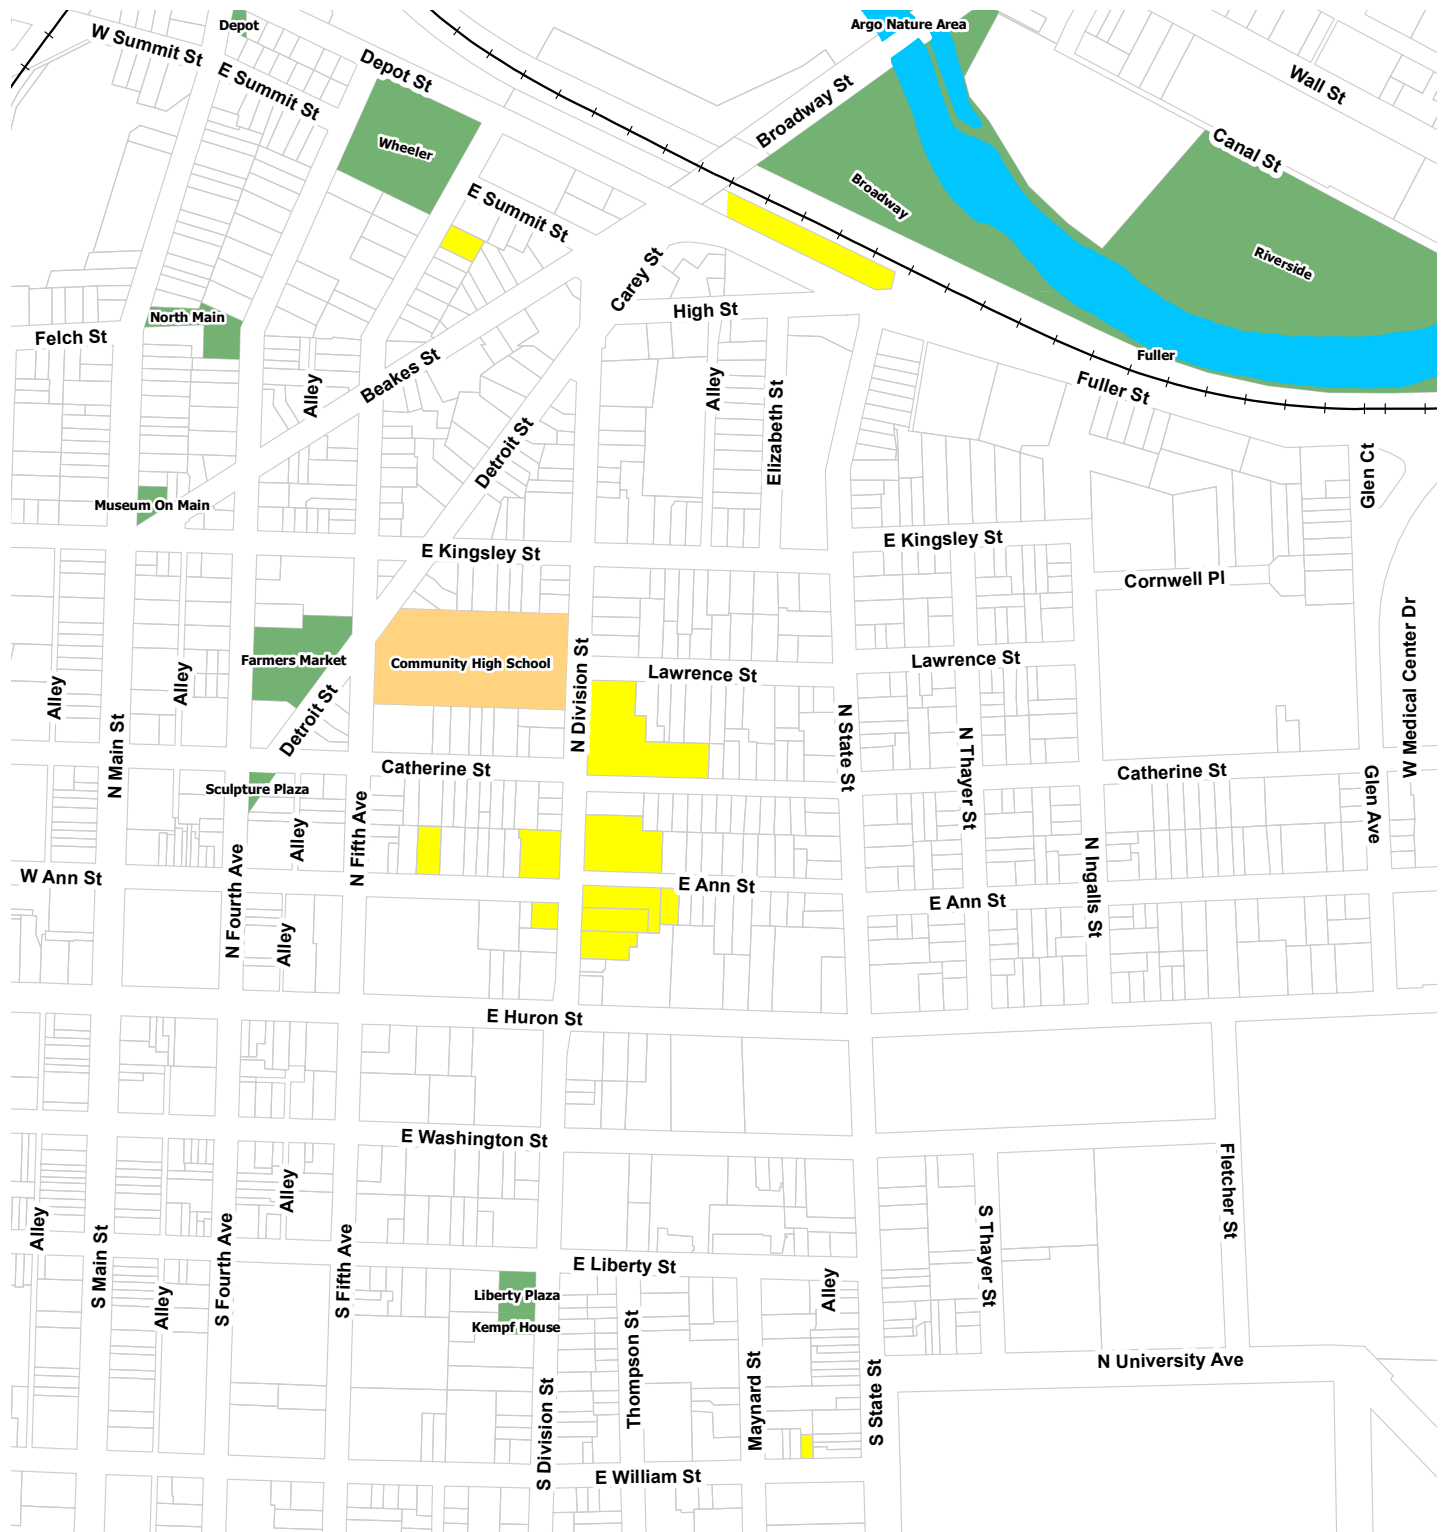 Depot
Argo Nature Area
W Summit St
E Summit St
Depot St
Broadway St
Wall St
Canal St
Wheeler
Broadway
E Summit St
Riverside
Carey St
North Main
High St
Felch St
Fuller
Fuller St
Beakes St
Alley
Alley
Elizabeth St
Detroit St
Glen Ct
Museum On Main
E Kingsley St
E Kingsley St
Cornwell Pl
W Medical Center Dr
Farmers Market
Community High School
Lawrence St
Lawrence St
N Division St
Alley
Alley
Detroit St
N Main St
N State St
N Thayer St
Catherine St
Catherine St
Sculpture Plaza
Glen Ave
Alley
N Fifth Ave
W Ann St
N Fourth Ave
E Ann St
E Ann St
N Ingalls St
Alley
E Huron St
E Washington St
Alley
Fletcher St
Alley
S Main St
S Fourth Ave
S Fifth Ave
S Thayer St
E Liberty St
Alley
Alley
Liberty Plaza
Kempf House
Thompson St
N University Ave
Maynard St
S State St
S Division St
E William St